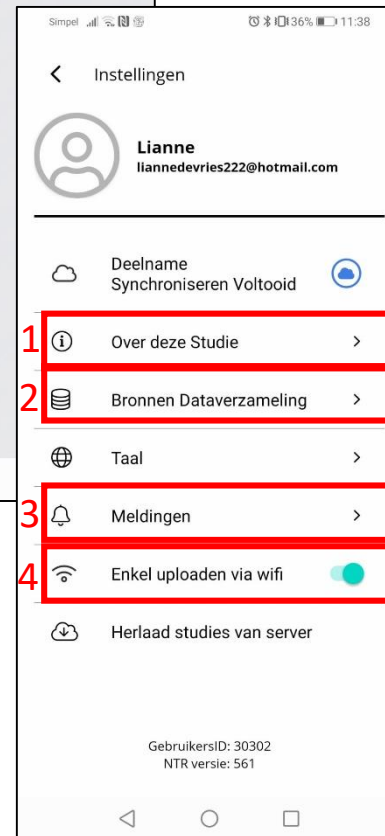 Simpel 36% 11:38
Instellingen
Lianne
liannedevries222@hotmail.com
Deelname
Synchroniseren Voltooid
1 Over deze Studie
2 Bronnen Dataverzameling
Taal
3 Meldingen
4 Enkel uploaden via wifi
Herlaad studies van server
GebruikersID: 30302
NTR versie: 561